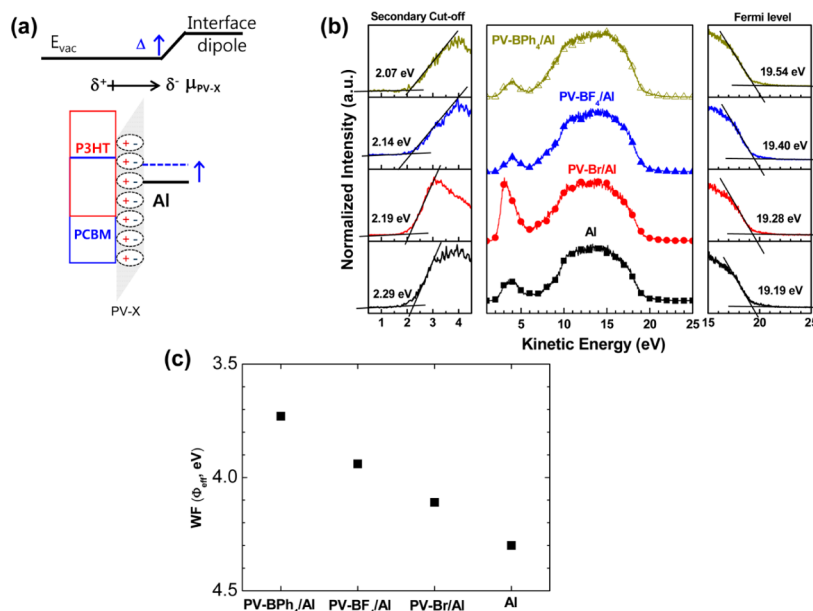 (a)
Interface
dipole
E_vac
Δ
δ+ δ- μ_PV-X
P3HT
PCBM
Al
PV-X
(b)
Secondary Cut-off
Fermi level
Normalized Intensity (a.u.)
2.07 eV
PV-BPh4/Al
19.54 eV
2.14 eV
PV-BF4/Al
19.40 eV
2.19 eV
PV-Br/Al
19.28 eV
2.29 eV
Al
19.19 eV
1 2 3 4
5 10 15 20 25
15 20 25
Kinetic Energy (eV)
(c)
WF (Φeff, eV)
3.5
4.0
4.5
PV-BPh4/Al PV-BF4/Al PV-Br/Al Al